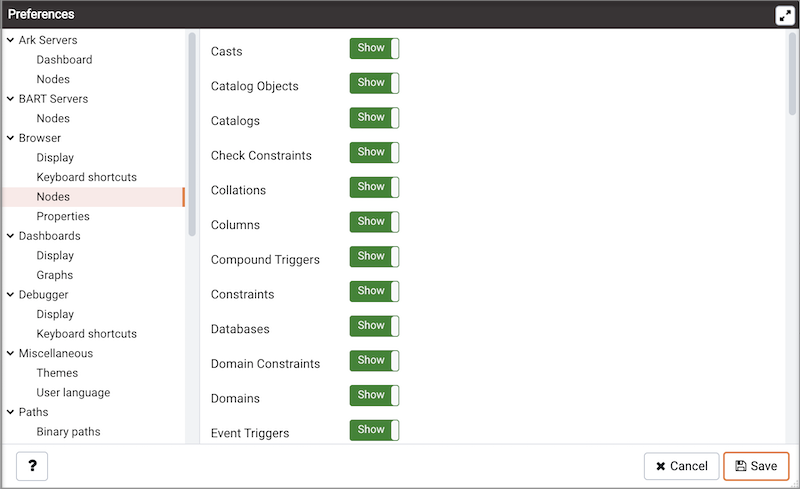 Preferences
Ark Servers
Dashboard
Nodes
BART Servers
Nodes
Browser
Display
Keyboard shortcuts
Nodes
Properties
Dashboards
Display
Graphs
Debugger
Display
Keyboard shortcuts
Miscellaneous
Themes
User language
Paths
Binary paths
Casts Show
Catalog Objects Show
Catalogs Show
Check Constraints Show
Collations Show
Columns Show
Compound Triggers Show
Constraints Show
Databases Show
Domain Constraints Show
Domains Show
Event Triggers Show
? Cancel Save